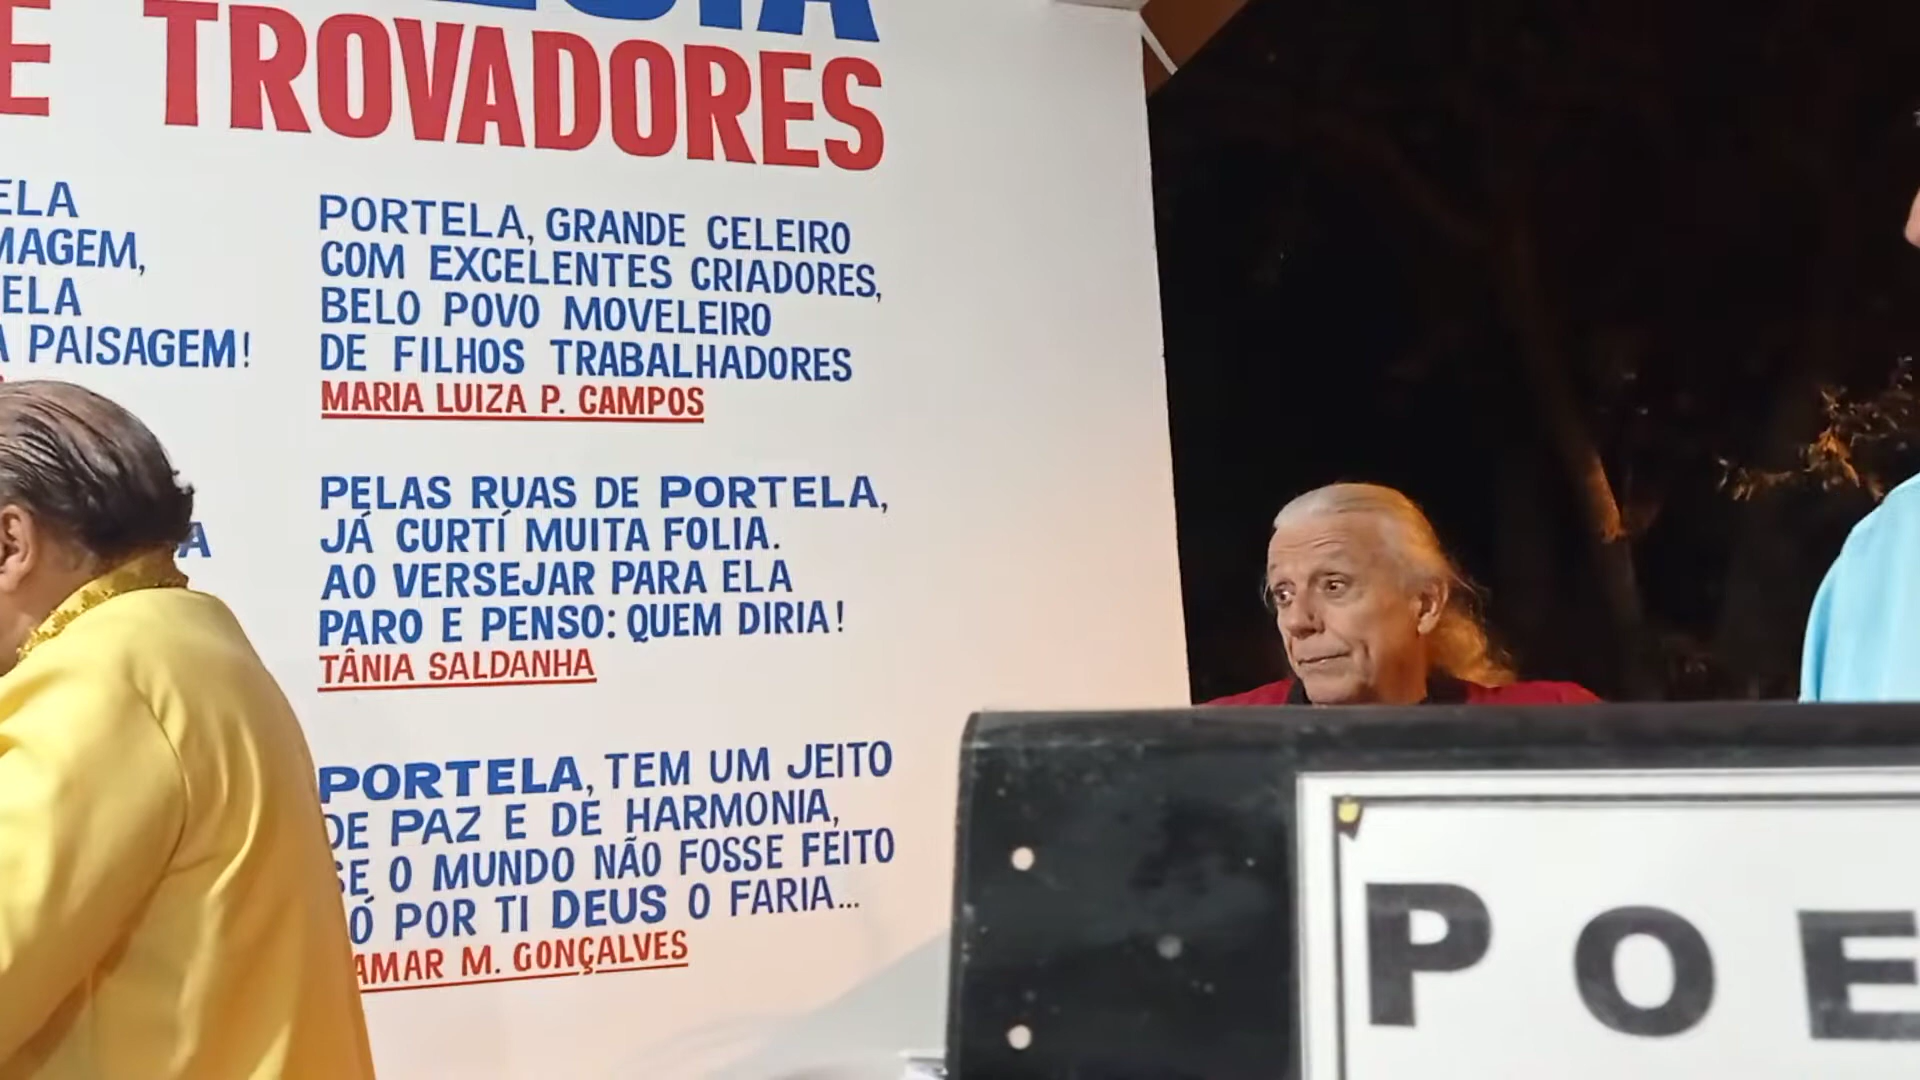 E TROVADORES
ELA
MAGEM,
ELA
A PAISAGEM!
A
PORTELA, GRANDE CELEIRO
COM EXCELENTES CRIADORES,
BELO POVO MOVELEIRO
DE FILHOS TRABALHADORES
MARIA LUIZA P. CAMPOS
PELAS RUAS DE PORTELA,
JÁ CURTÍ MUITA FOLIA.
AO VERSEJAR PARA ELA
PARO E PENSO: QUEM DIRIA!
TÂNIA SALDANHA
PORTELA, TEM UM JEITO
DE PAZ E DE HARMONIA,
SE O MUNDO NÃO FOSSE FEITO
Ó POR TI DEUS O FARIA...
AMAR M. GONÇALVES
POE